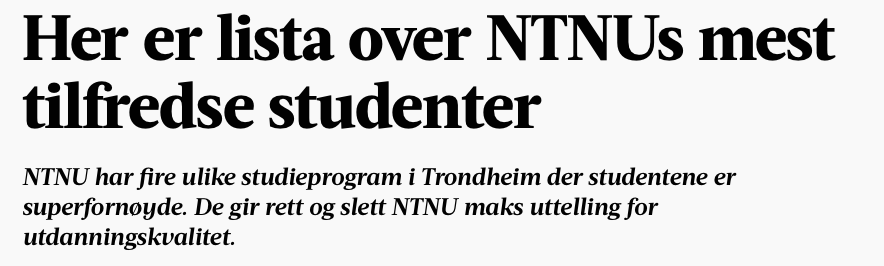 Her er lista over NTNUs mest
tilfredse studenter
NTNU har fire ulike studieprogram i Trondheim der studentene er
superfornøyde. De gir rett og slett NTNU maks uttelling for
utdanningskvalitet.